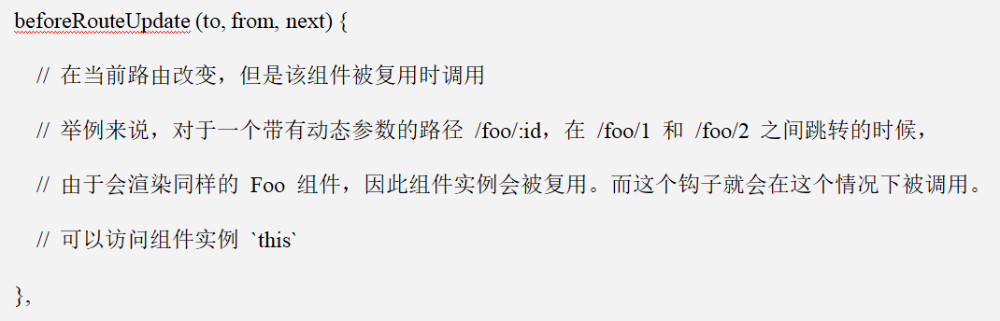 beforeRouteUpdate (to, from, next) {
// 在当前路由改变，但是该组件被复用时调用
// 举例来说，对于一个带有动态参数的路径 /foo/:id，在 /foo/1 和 /foo/2 之间跳转的时候，
// 由于会渲染同样的 Foo 组件，因此组件实例会被复用。而这个钩子就会在这个情况下被调用。
// 可以访问组件实例 `this`
},